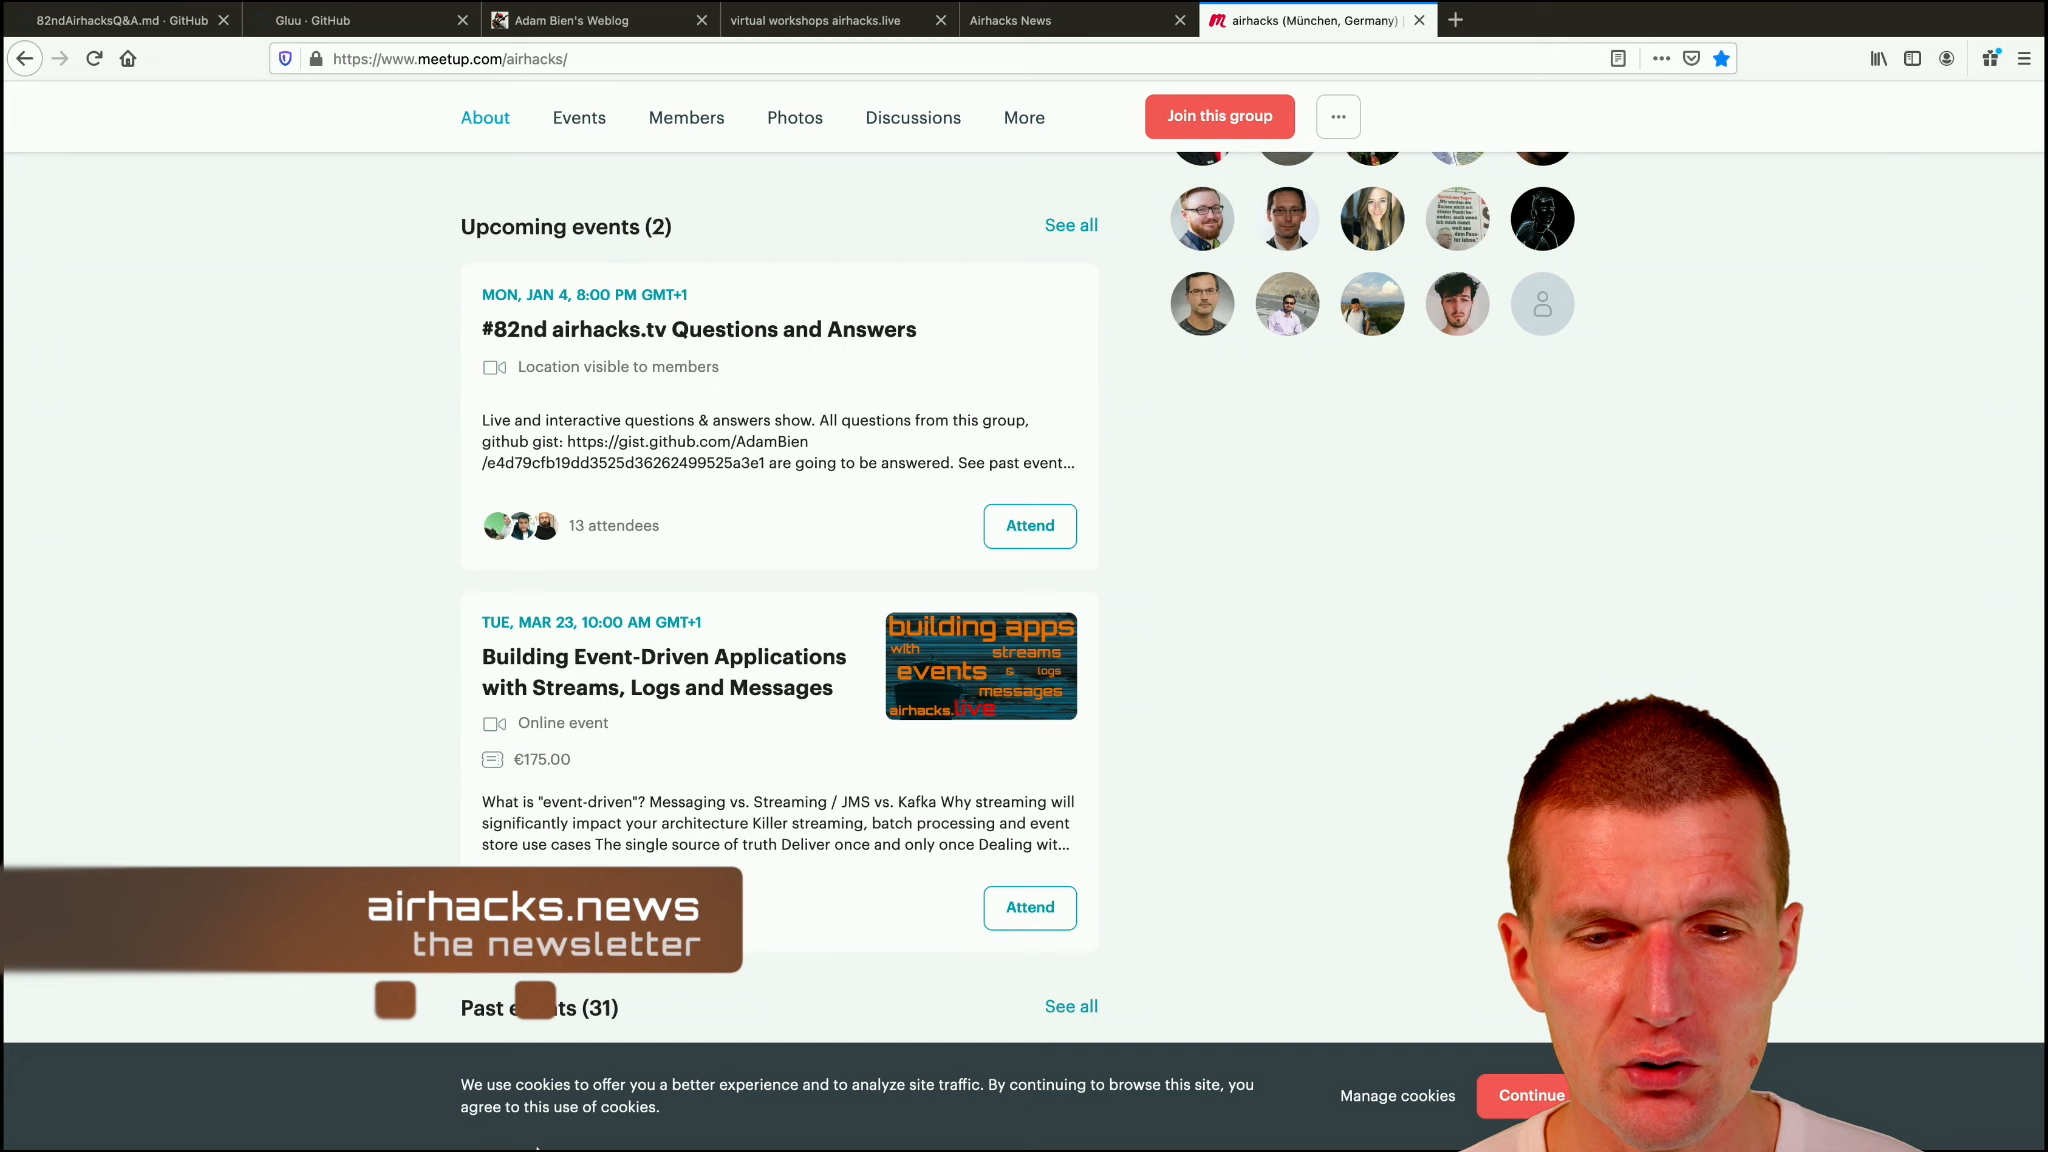 82ndAirhacksQ&A.md · GitHub
Gluu · GitHub
Adam Bien's Weblog
virtual workshops airhacks.live
Airhacks News
airhacks (München, Germany) |
https://www.meetup.com/airhacks/
About
Events
Members
Photos
Discussions
More
Join this group
Upcoming events (2)
See all
MON, JAN 4, 8:00 PM GMT+1
#82nd airhacks.tv Questions and Answers
Location visible to members
Live and interactive questions & answers show. All questions from this group,
github gist: https://gist.github.com/AdamBien
/e4d79cfb19dd3525d36262499525a3e1 are going to be answered. See past event...
13 attendees
Attend
TUE, MAR 23, 10:00 AM GMT+1
Building Event-Driven Applications
with Streams, Logs and Messages
building apps
with streams
events & logs
messages
airhacks.live
Online event
€175.00
What is "event-driven"? Messaging vs. Streaming / JMS vs. Kafka Why streaming will
significantly impact your architecture Killer streaming, batch processing and event
store use cases The single source of truth Deliver once and only once Dealing wit...
Attend
airhacks.news
the newsletter
Past e ts (31)
See all
We use cookies to offer you a better experience and to analyze site traffic. By continuing to browse this site, you
agree to this use of cookies.
Manage cookies
Continue